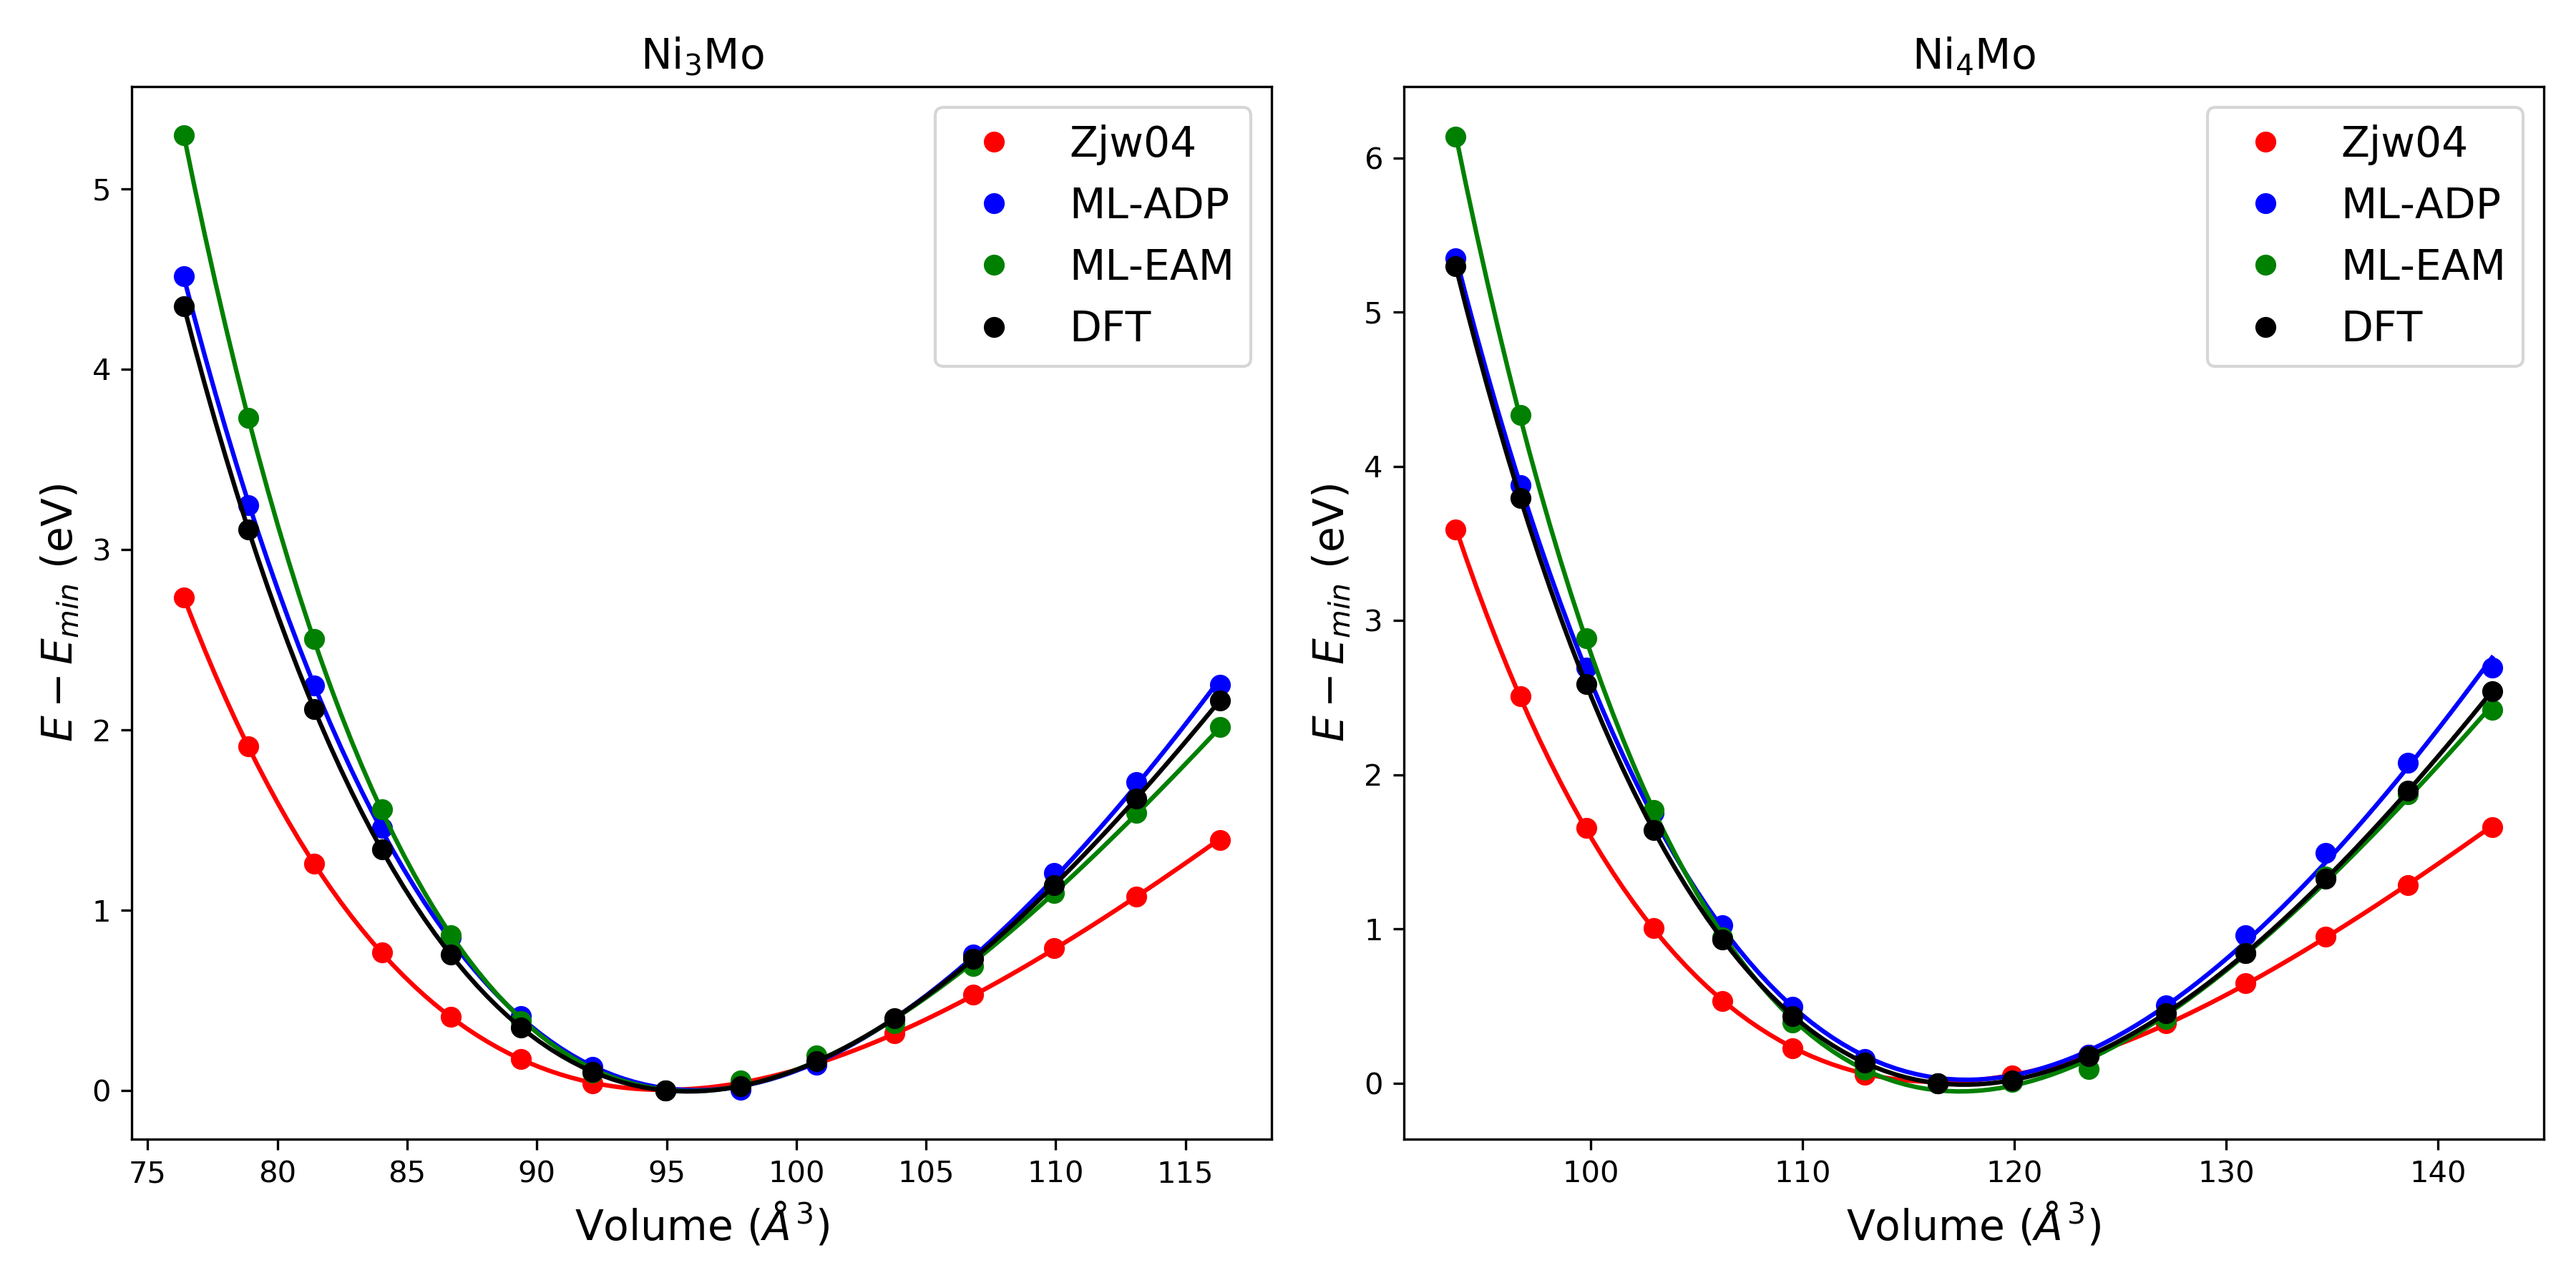 Ni₃Mo
Zjw04
ML-ADP
ML-EAM
DFT
E − Eₘᵢₙ (eV)
5
4
3
2
1
0
75 80 85 90 95 100 105 110 115
Volume (Å³)
Ni₄Mo
Zjw04
ML-ADP
ML-EAM
DFT
E − Eₘᵢₙ (eV)
6
5
4
3
2
1
0
100 110 120 130 140
Volume (Å³)